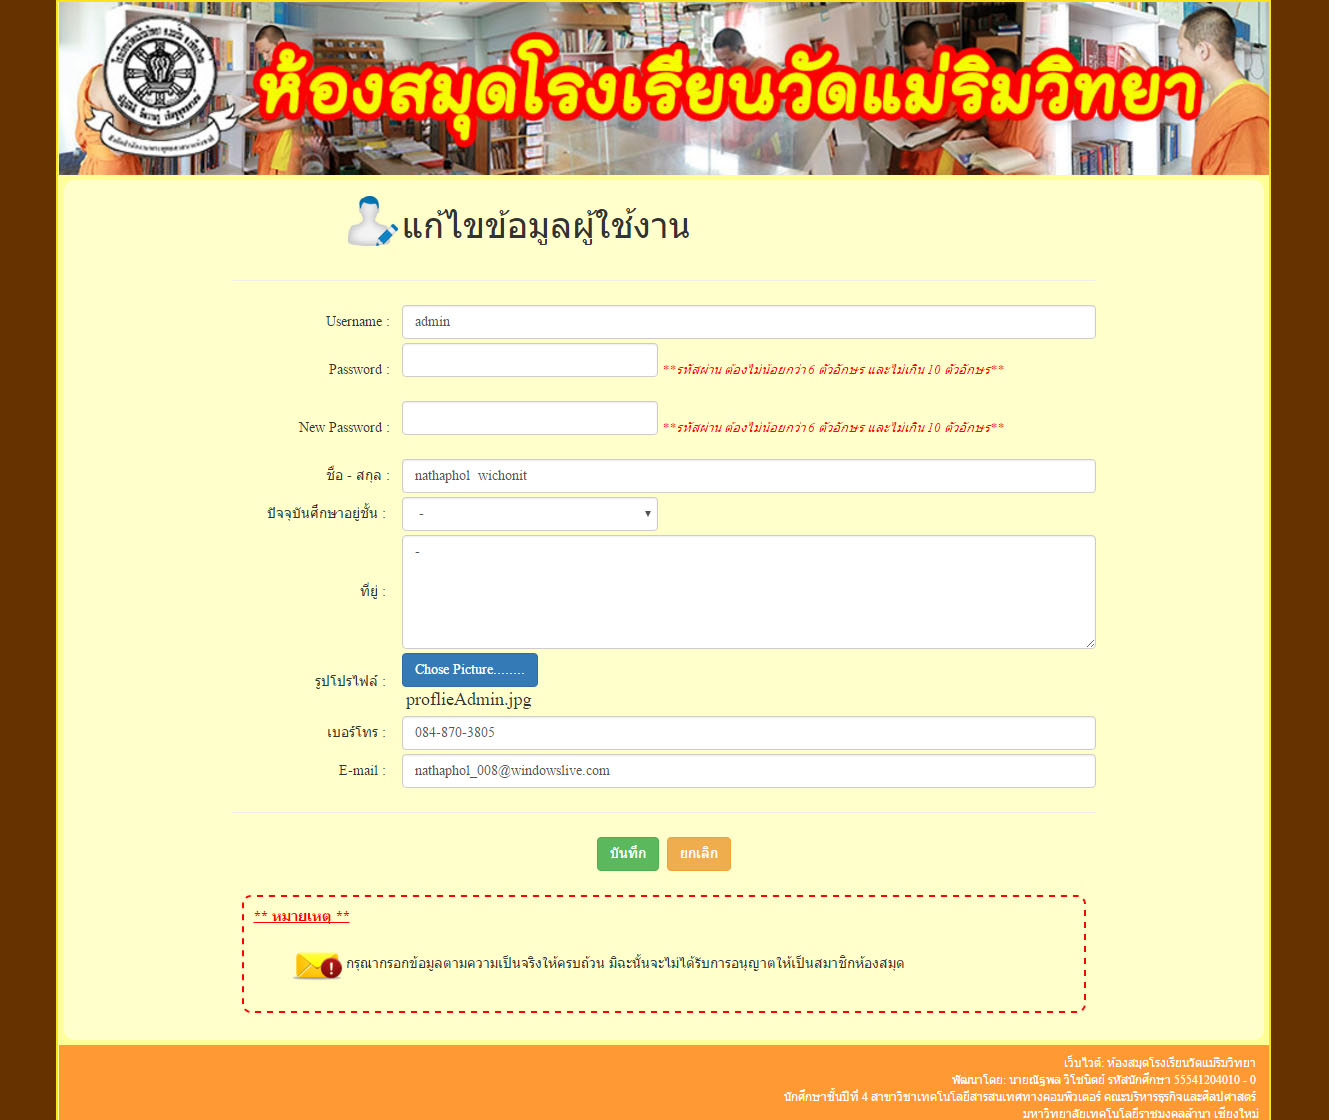 ห้องสมุดโรงเรียนวัดแม่ริมวิทยา
แก้ไขข้อมูลผู้ใช้งาน
Username : admin
Password : **รหัสผ่าน ต้องไม่น้อยกว่า 6 ตัวอักษร และไม่เกิน 10 ตัวอักษร**
New Password : **รหัสผ่าน ต้องไม่น้อยกว่า 6 ตัวอักษร และไม่เกิน 10 ตัวอักษร**
ชื่อ - สกุล : nathaphol wichonit
ปัจจุบันศึกษาอยู่ชั้น : -
ที่ยู่ : -
รูปโปรไฟล์ : Chose Picture........
proflieAdmin.jpg
เบอร์โทร : 084-870-3805
E-mail : nathaphol_008@windowslive.com
บันทึก ยกเลิก
** หมายเหตุ **
กรุณากรอกข้อมูลตามความเป็นจริงให้ครบถ้วน มิฉะนั้นจะไม่ได้รับการอนุญาตให้เป็นสมาชิกห้องสมุด
เว็บไวต์: ห้องสมุดโรงเรียนวัดแม่ริมวิทยา
พัฒนาโดย: นายณัฐพล วิโชนิตย์ รหัสนักศึกษา 55541204010 - 0
นักศึกษาชั้นปีที่ 4 สาขาวิชาเทคโนโลยีสารสนเทศทางคอมพิวเตอร์ คณะบริหารธุรกิจและศิลปศาสตร์
มหาวิทยาลัยเทคโนโลยีราชมงคลล้านา เชียงใหม่